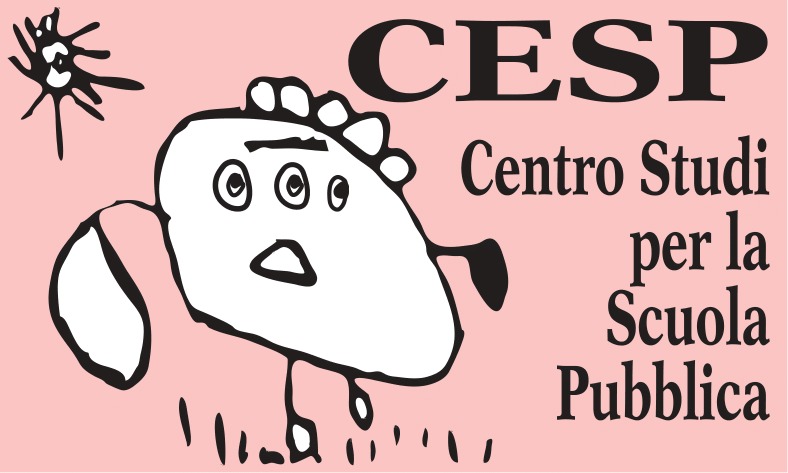 CESP
Centro Studi
per la
Scuola
Pubblica